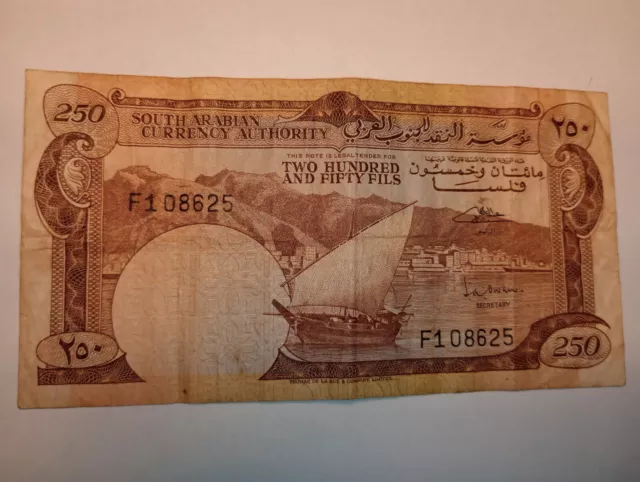 250
SOUTH ARABIAN
CURRENCY AUTHORITY
مؤسسة النقد للجنوب العربي
٢٥٠
THIS NOTE IS LEGAL TENDER FOR
TWO HUNDRED
AND FIFTY FILS
مائتان وخمسون
فلسا
F108625
SECRETARY
F108625
٢٥٠
250
THOMAS DE LA RUE & COMPANY LIMITED